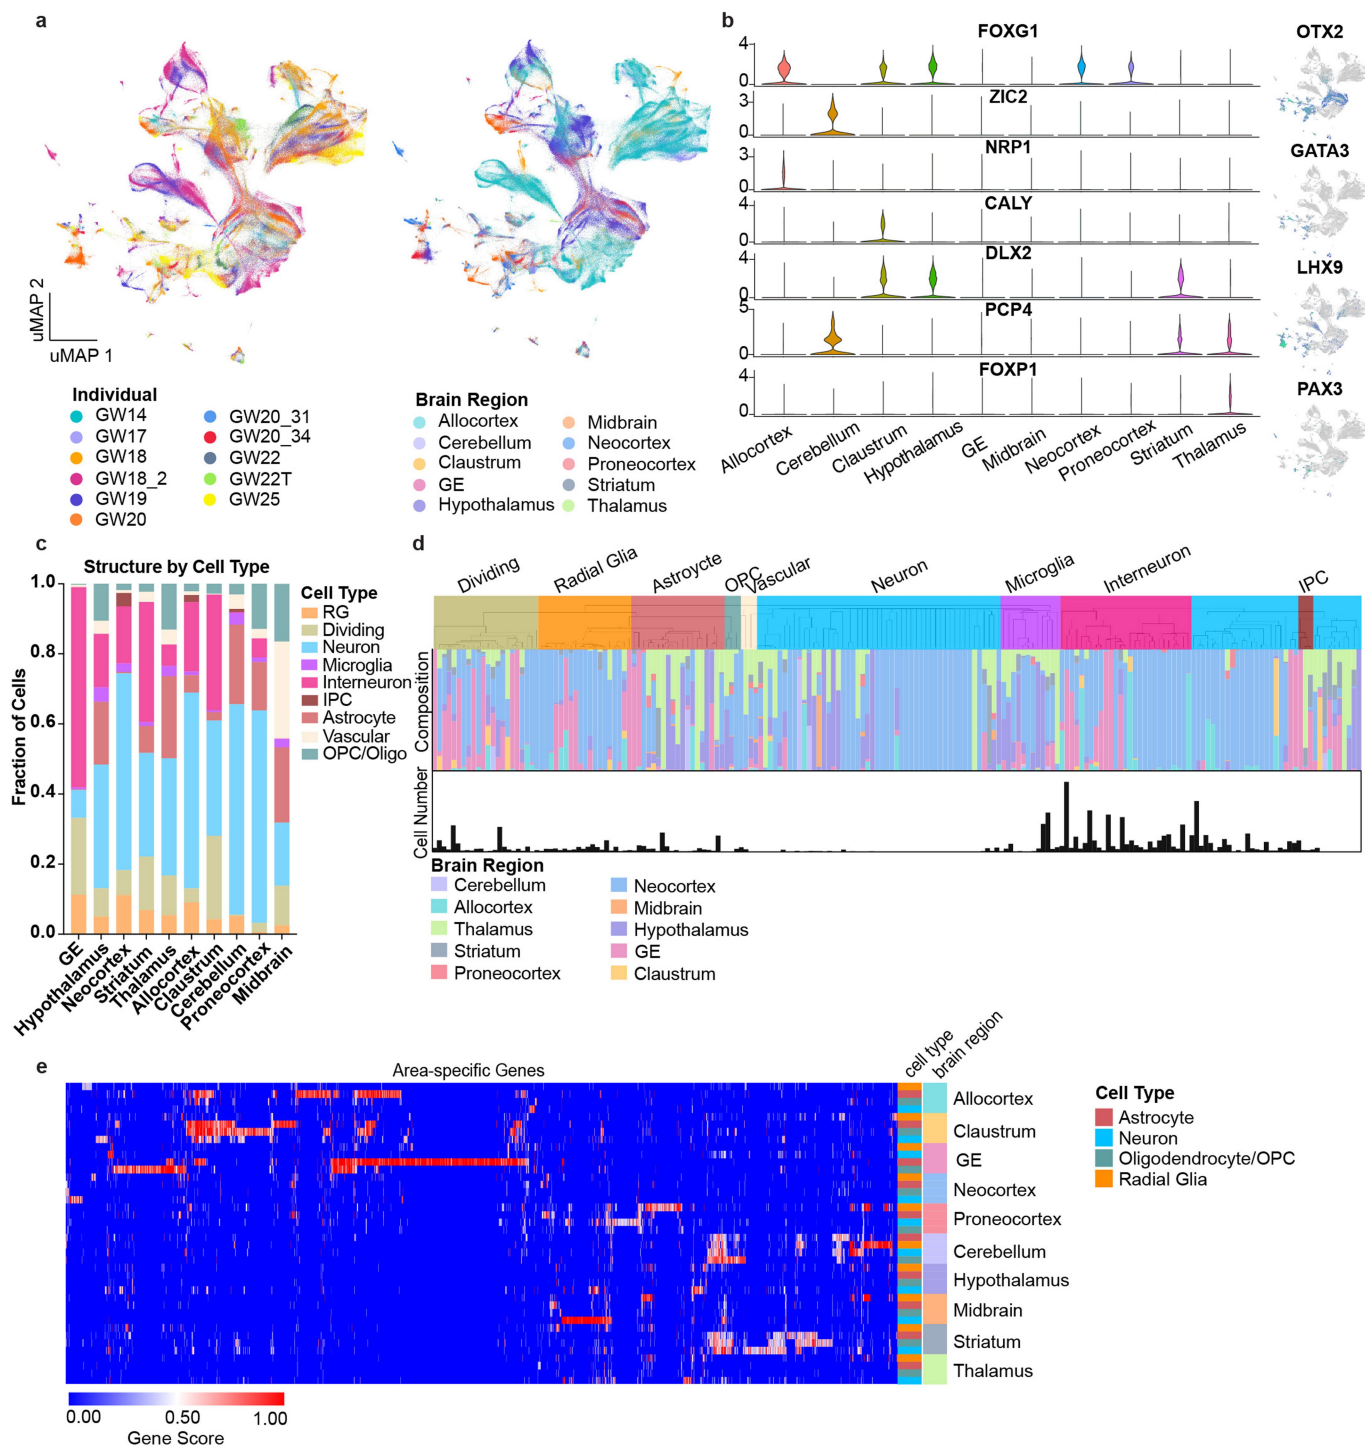 a
uMAP 2
uMAP 1
Individual
GW14
GW17
GW18
GW18_2
GW19
GW20
GW20_31
GW20_34
GW22
GW22T
GW25
Brain Region
Allocortex
Cerebellum
Claustrum
GE
Hypothalamus
Midbrain
Neocortex
Proneocortex
Striatum
Thalamus
b
FOXG1
4
0
ZIC2
3
0
NRP1
3
0
CALY
4
0
DLX2
4
0
PCP4
5
0
FOXP1
4
0
Allocortex
Cerebellum
Claustrum
Hypothalamus
GE
Midbrain
Neocortex
Proneocortex
Striatum
Thalamus
OTX2
GATA3
LHX9
PAX3
c
Structure by Cell Type
Fraction of Cells
1.0
0.8
0.6
0.4
0.2
0.0
GE
Hypothalamus
Neocortex
Striatum
Thalamus
Allocortex
Claustrum
Cerebellum
Proneocortex
Midbrain
Cell Type
RG
Dividing
Neuron
Microglia
Interneuron
IPC
Astrocyte
Vascular
OPC/Oligo
d
Dividing
Radial Glia
Astroycte
OPC
Vascular
Neuron
Microglia
Interneuron
IPC
Composition
Cell Number
Brain Region
Cerebellum
Allocortex
Thalamus
Striatum
Proneocortex
Neocortex
Midbrain
Hypothalamus
GE
Claustrum
e
Area-specific Genes
cell type
brain region
Allocortex
Claustrum
GE
Neocortex
Proneocortex
Cerebellum
Hypothalamus
Midbrain
Striatum
Thalamus
Cell Type
Astrocyte
Neuron
Oligodendrocyte/OPC
Radial Glia
0.00 0.50 1.00
Gene Score